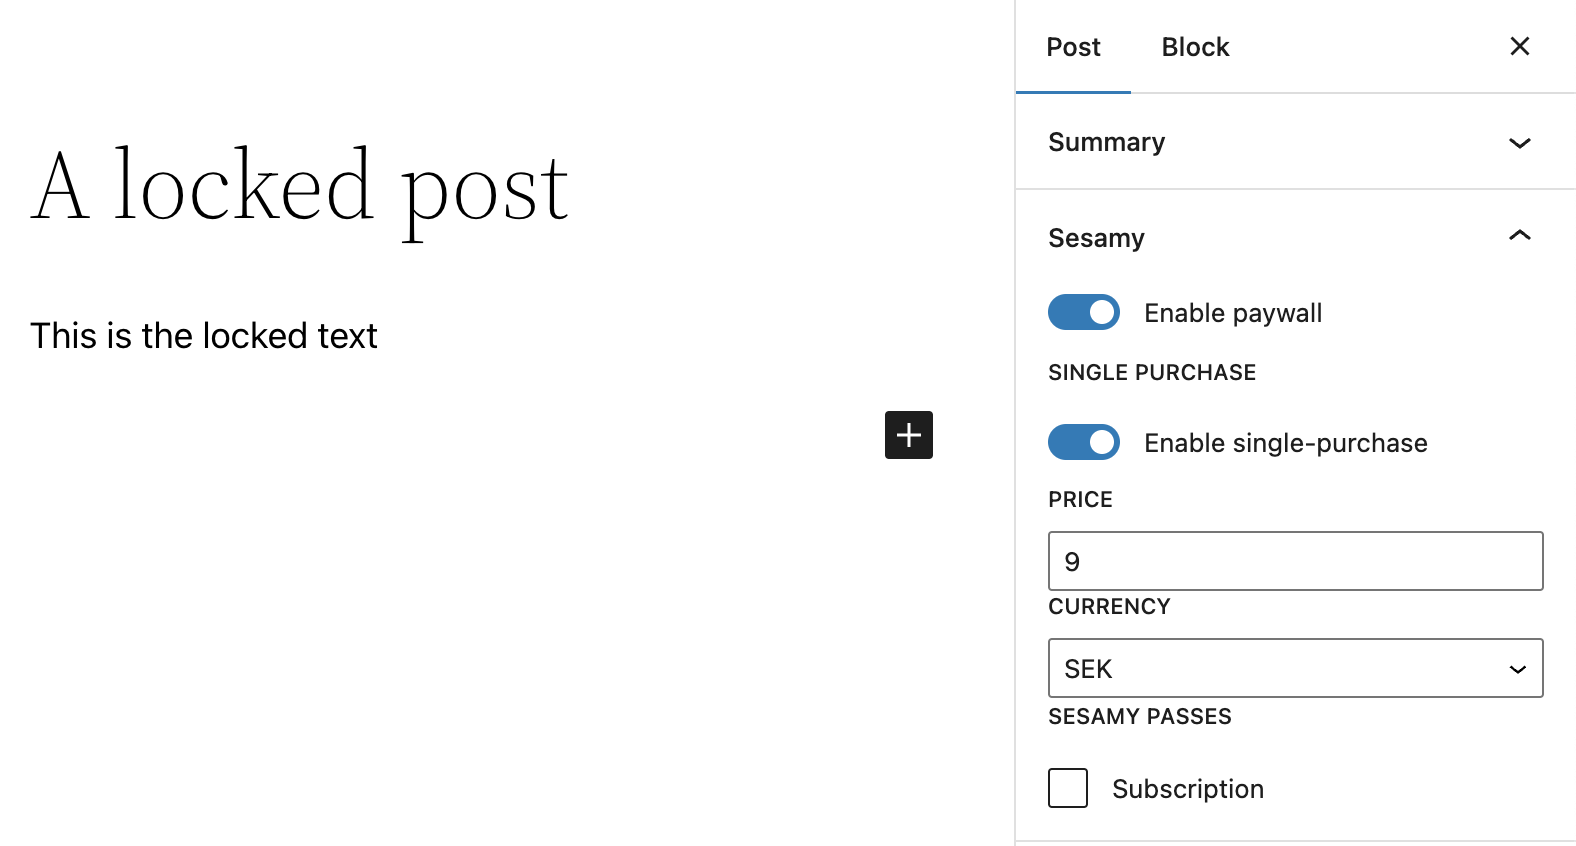 A locked post
This is the locked text
Post Block
Summary
Sesamy
Enable paywall
SINGLE PURCHASE
Enable single-purchase
PRICE
9
CURRENCY
SEK
SESAMY PASSES
Subscription